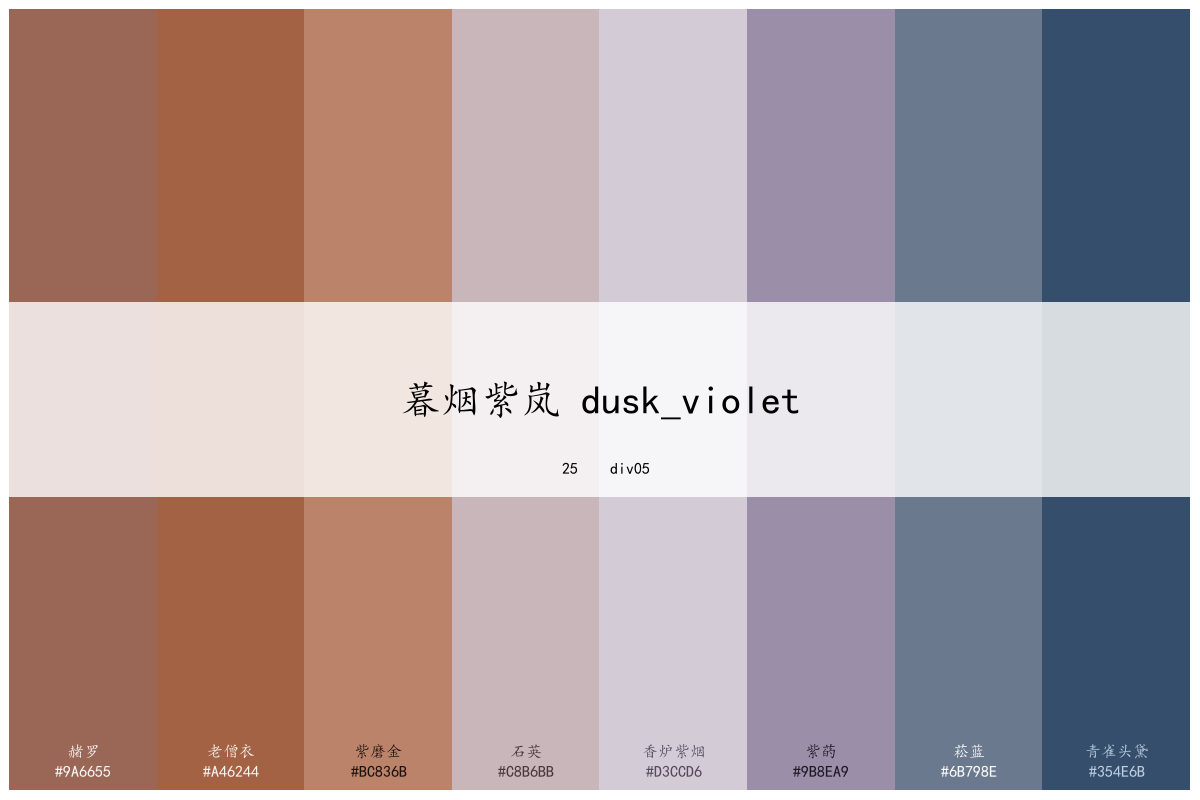 暮烟紫岚 dusk_violet
25 div05
赭罗
#9A6655
老僧衣
#A46244
紫磨金
#BC836B
石英
#C8B6BB
香炉紫烟
#D3CCD6
紫菂
#9B8EA9
菘蓝
#6B798E
青雀头黛
#354E6B